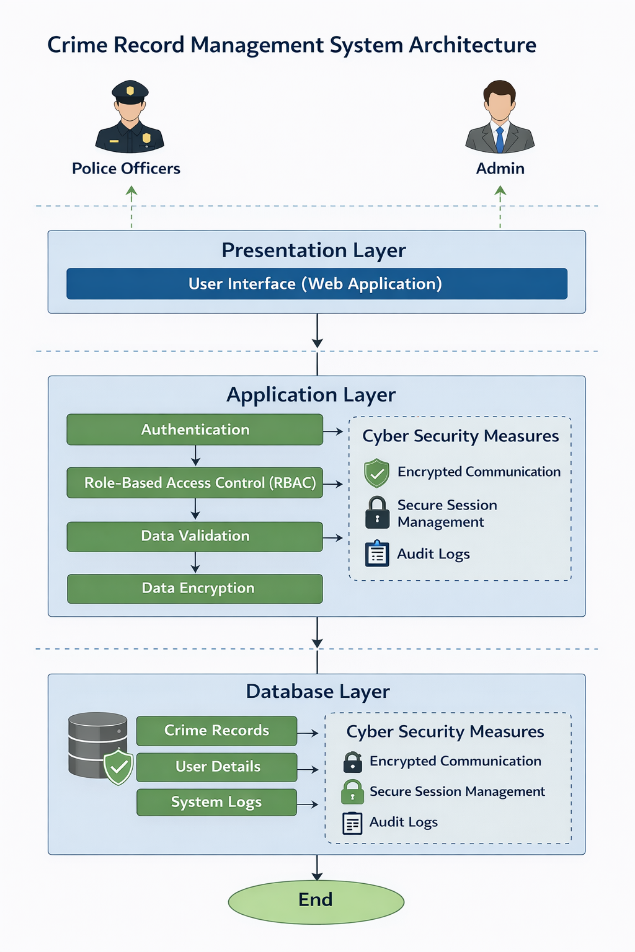 Crime Record Management System Architecture
Police Officers
Admin
Presentation Layer
User Interface (Web Application)
Application Layer
Authentication
Role-Based Access Control (RBAC)
Data Validation
Data Encryption
Cyber Security Measures
Encrypted Communication
Secure Session
Management
Audit Logs
Database Layer
Crime Records
User Details
System Logs
Cyber Security Measures
Encrypted Communication
Secure Session Management
Audit Logs
End